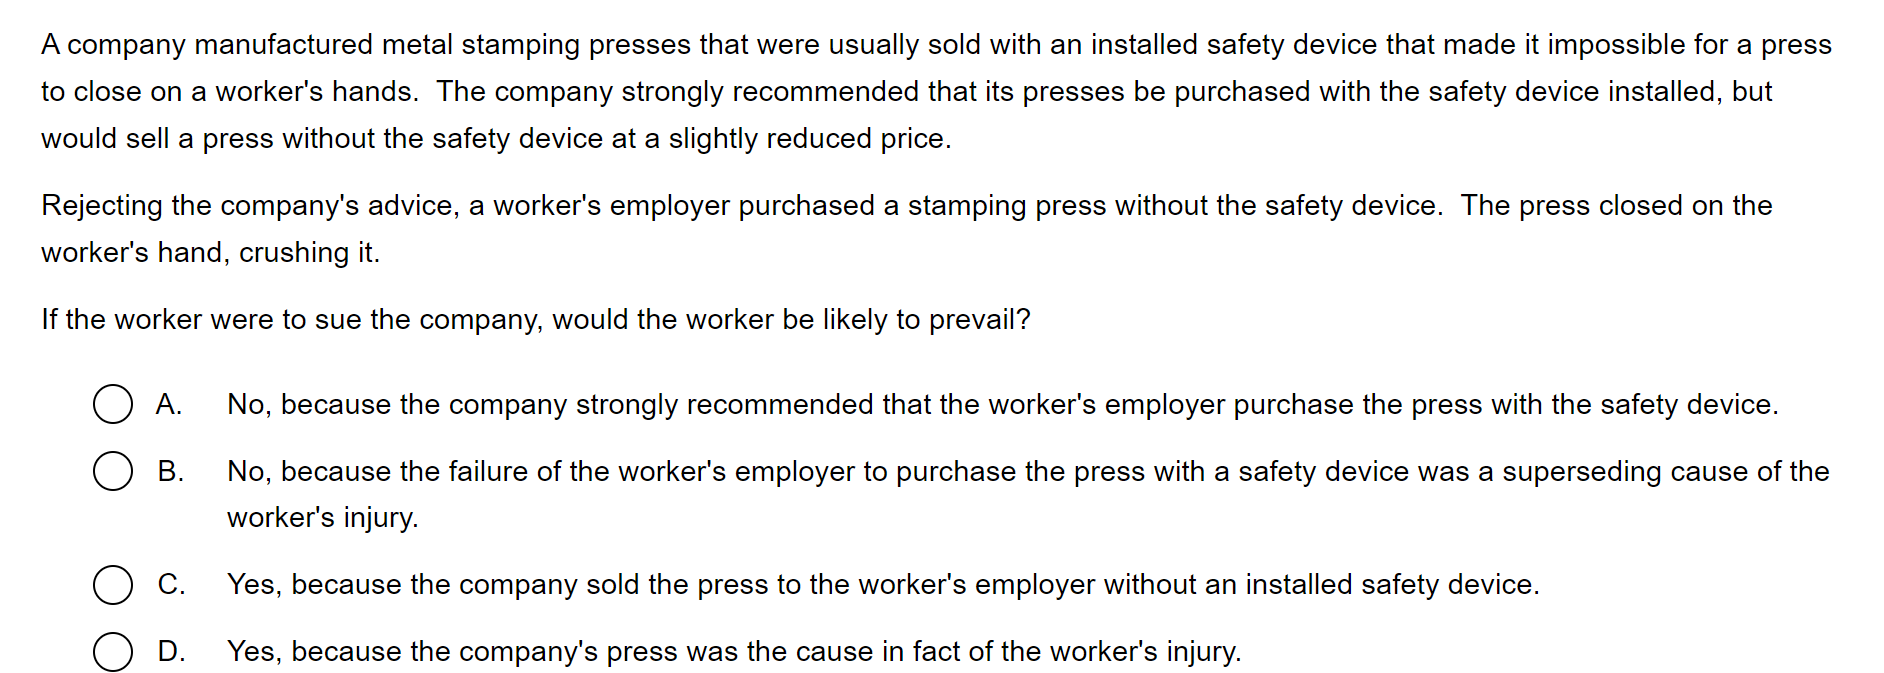 A company manufactured metal stamping presses that were usually sold with an installed safety device that made it impossible for a press
to close on a worker's hands.  The company strongly recommended that its presses be purchased with the safety device installed, but
would sell a press without the safety device at a slightly reduced price.
Rejecting the company's advice, a worker's employer purchased a stamping press without the safety device.  The press closed on the
worker's hand, crushing it.
If the worker were to sue the company, would the worker be likely to prevail?
A. No, because the company strongly recommended that the worker's employer purchase the press with the safety device.
B. No, because the failure of the worker's employer to purchase the press with a safety device was a superseding cause of the
worker's injury.
C. Yes, because the company sold the press to the worker's employer without an installed safety device.
D. Yes, because the company's press was the cause in fact of the worker's injury.